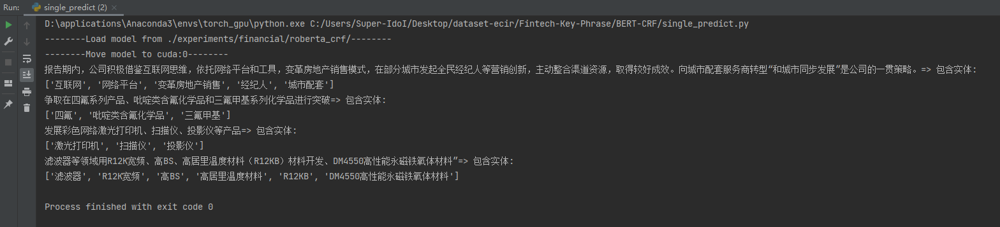 Run: single_predict (2)
D:\applications\Anaconda3\envs\torch_gpu\python.exe C:/Users/Super-IdoI/Desktop/dataset-ecir/Fintech-Key-Phrase/BERT-CRF/single_predict.py
--------Load model from ./experiments/financial/roberta_crf/--------
--------Move model to cuda:0--------
报告期内，公司积极借鉴互联网思维，依托网络平台和工具，变革房地产销售模式，在部分城市发起全民经纪人等营销创新，主动整合渠道资源，取得较好成效。向城市配套服务商转型“和城市同步发展”是公司的一贯策略。=> 包含实体:
['互联网', '网络平台', '变革房地产销售', '经纪人', '城市配套']
争取在四氟系列产品、吡啶类含氟化学品和三氟甲基系列化学品进行突破=> 包含实体:
['四氟', '吡啶类含氟化学品', '三氟甲基']
发展彩色网络激光打印机、扫描仪、投影仪等产品=> 包含实体:
['激光打印机', '扫描仪', '投影仪']
滤波器等领域用R12K宽频、高BS、高居里温度材料（R12KB）材料开发、DM4550高性能永磁铁氧体材料”=> 包含实体:
['滤波器', 'R12K宽频', '高BS', '高居里温度材料', 'R12KB', 'DM4550高性能永磁铁氧体材料']
Process finished with exit code 0